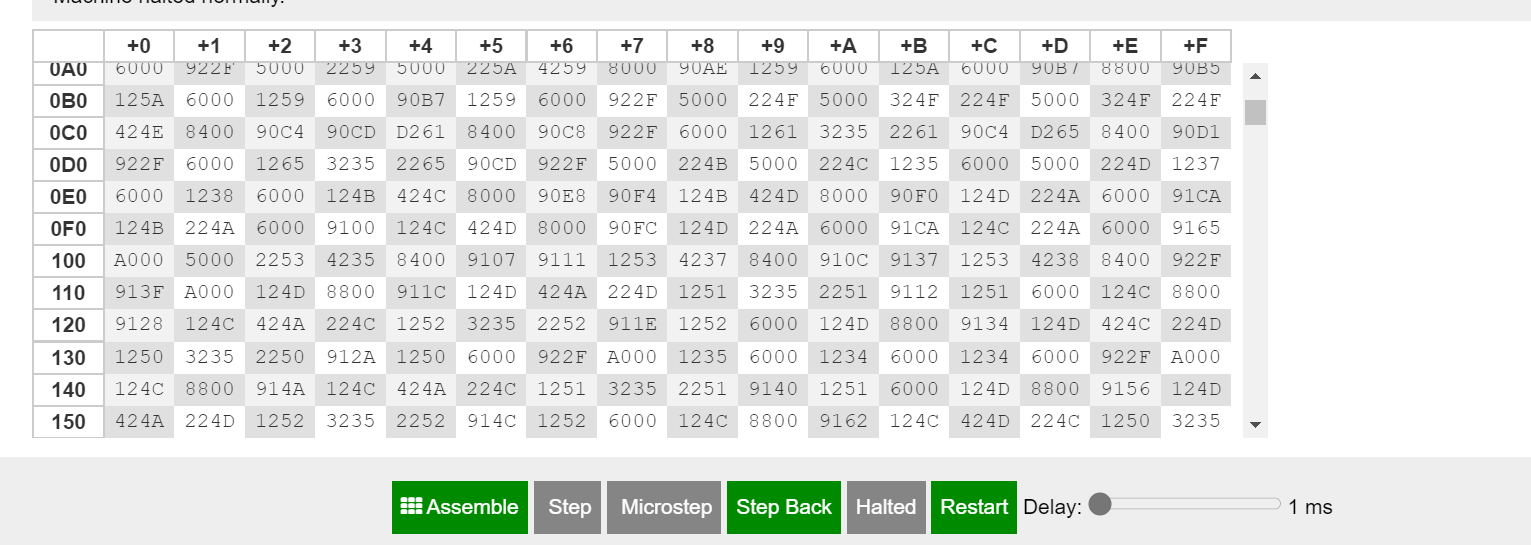 Machine halted normally.
+0 +1 +2 +3 +4 +5 +6 +7 +8 +9 +A +B +C +D +E +F
0A0 6000 922F 5000 2259 5000 225A 4259 8000 90AE 1259 6000 125A 6000 90B7 8800 90B5
0B0 125A 6000 1259 6000 90B7 1259 6000 922F 5000 224F 5000 324F 224F 5000 324F 224F
0C0 424E 8400 90C4 90CD D261 8400 90C8 922F 6000 1261 3235 2261 90C4 D265 8400 90D1
0D0 922F 6000 1265 3235 2265 90CD 922F 5000 224B 5000 224C 1235 6000 5000 224D 1237
0E0 6000 1238 6000 124B 424C 8000 90E8 90F4 124B 424D 8000 90F0 124D 224A 6000 91CA
0F0 124B 224A 6000 9100 124C 424D 8000 90FC 124D 224A 6000 91CA 124C 224A 6000 9165
100 A000 5000 2253 4235 8400 9107 9111 1253 4237 8400 910C 9137 1253 4238 8400 922F
110 913F A000 124D 8800 911C 124D 424A 224D 1251 3235 2251 9112 1251 6000 124C 8800
120 9128 124C 424A 224C 1252 3235 2252 911E 1252 6000 124D 8800 9134 124D 424C 224D
130 1250 3235 2250 912A 1250 6000 922F A000 1235 6000 1234 6000 1234 6000 922F A000
140 124C 8800 914A 124C 424A 224C 1251 3235 2251 9140 1251 6000 124D 8800 9156 124D
150 424A 224D 1252 3235 2252 914C 1252 6000 124C 8800 9162 124C 424D 224C 1250 3235
Assemble Step Microstep Step Back Halted Restart Delay: 1 ms